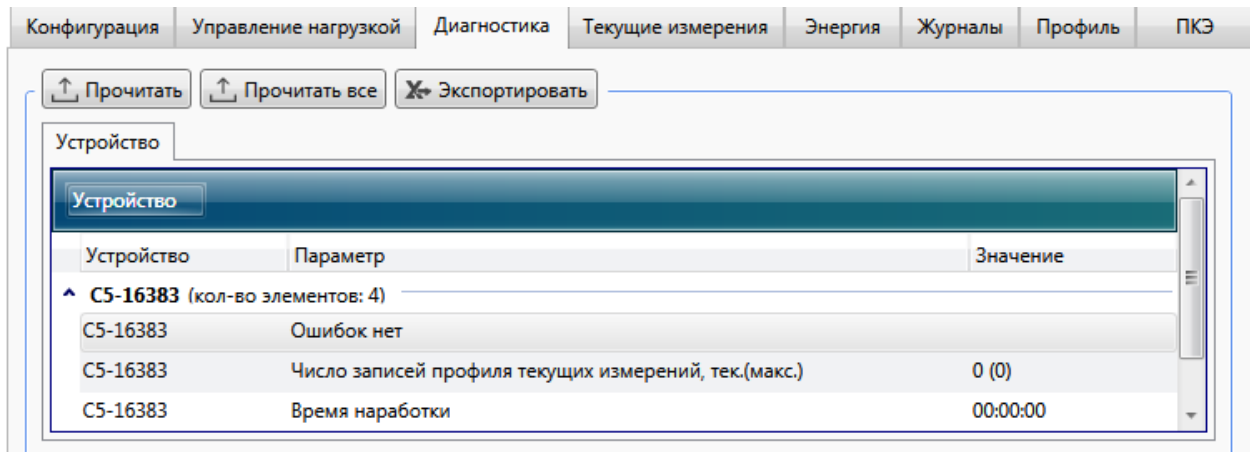 Конфигурация Управление нагрузкой Диагностика Текущие измерения Энергия Журналы Профиль ПКЭ
Прочитать Прочитать все Экспортировать
Устройство
Устройство
Устройство Параметр Значение
C5-16383 (кол-во элементов: 4)
C5-16383 Ошибок нет
C5-16383 Число записей профиля текущих измерений, тек.(макс.) 0 (0)
C5-16383 Время наработки 00:00:00